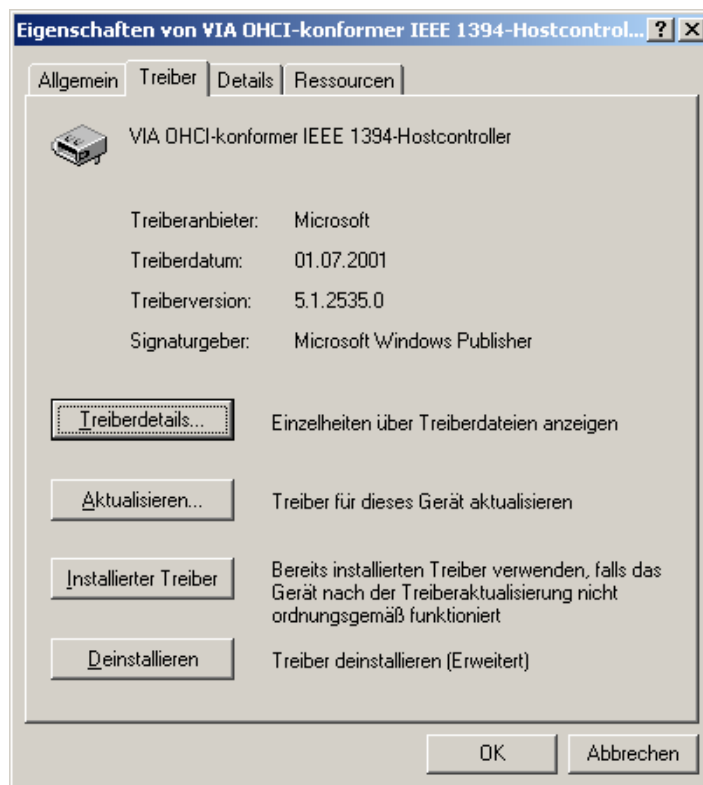 Eigenschaften von VIA OHCI-konformer IEEE 1394-Hostcontrol...
Allgemein Treiber Details Ressourcen
VIA OHCI-konformer IEEE 1394-Hostcontroller
Treiberanbieter: Microsoft
Treiberdatum: 01.07.2001
Treiberversion: 5.1.2535.0
Signaturgeber: Microsoft Windows Publisher
Treiberdetails... Einzelheiten über Treiberdateien anzeigen
Aktualisieren... Treiber für dieses Gerät aktualisieren
Installierter Treiber Bereits installierten Treiber verwenden, falls das
Gerät nach der Treiberaktualisierung nicht
ordnungsgemäß funktioniert
Deinstallieren Treiber deinstallieren (Erweitert)
OK Abbrechen